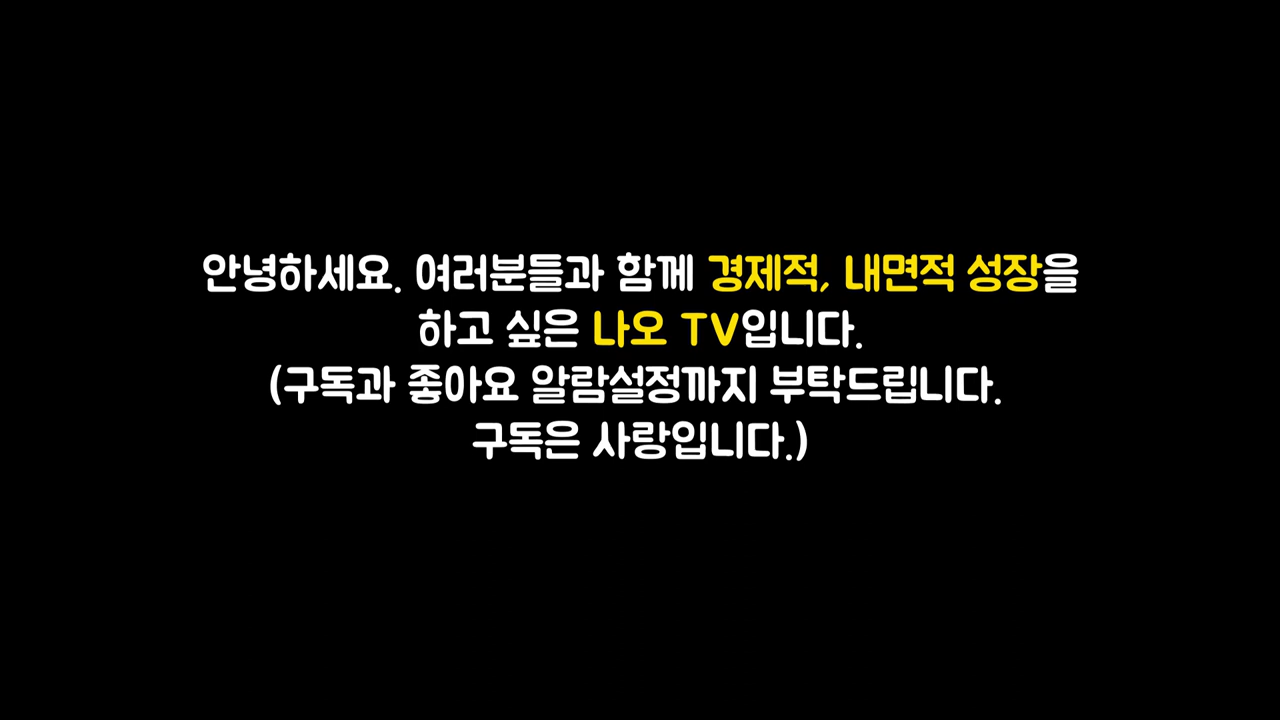 안녕하세요. 여러분들과 함께 경제적, 내면적 성장을
하고 싶은 나오 TV입니다.
(구독과 좋아요 알람설정까지 부탁드립니다.
구독은 사랑입니다.)